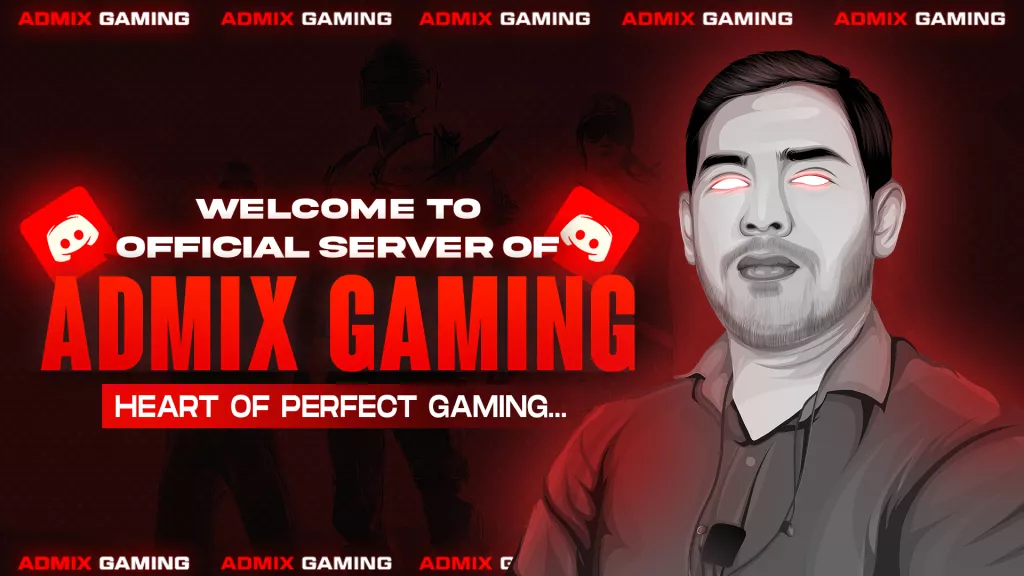 ADMIX GAMING ADMIX GAMING ADMIX GAMING ADMIX GAMING ADMIX GAMING
WELCOME TO
OFFICIAL SERVER OF
ADMIX GAMING
HEART OF PERFECT GAMING...
ADMIX GAMING ADMIX GAMING ADMIX